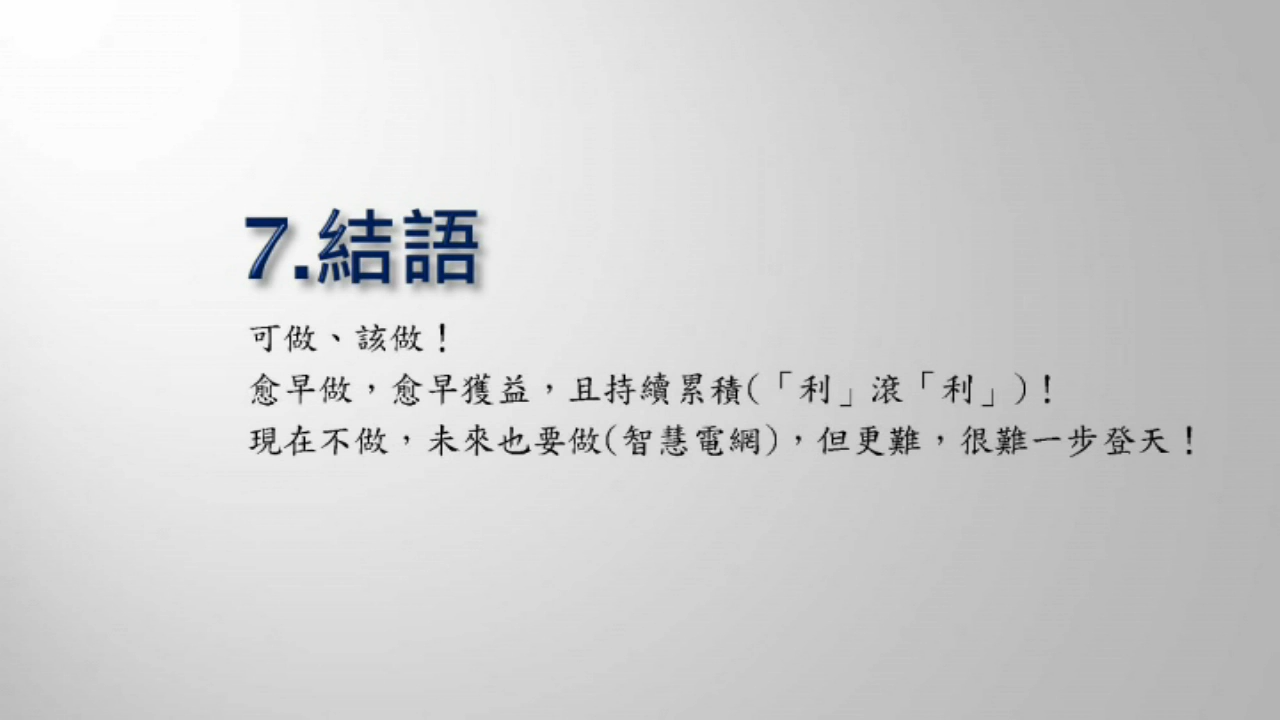 7.結語
可做、該做！
愈早做，愈早獲益，且持續累積(「利」滾「利」)！
現在不做，未來也要做(智慧電網)，但更難，很難一步登天！